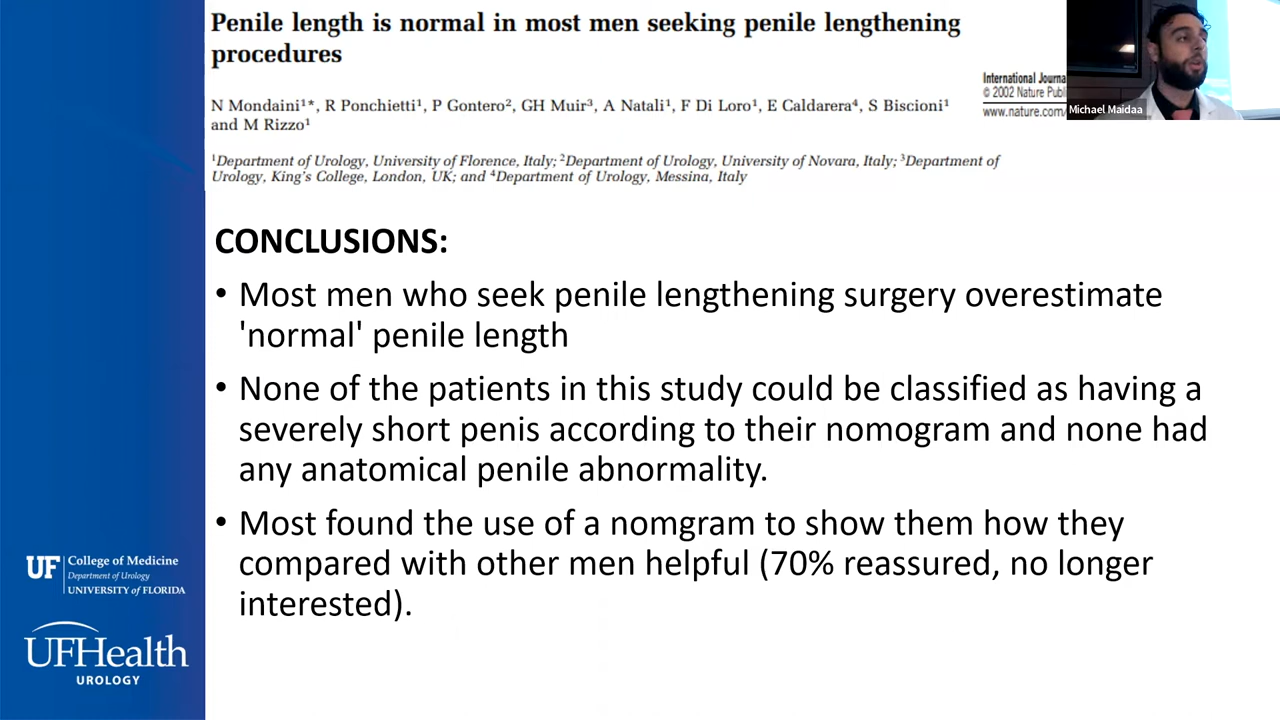 Penile length is normal in most men seeking penile lengthening
procedures
N Mondaini¹*, R Ponchietti¹, P Gontero², GH Muir³, A Natali¹, F Di Loro¹, E Caldarera⁴, S Biscioni¹
and M Rizzo¹
¹Department of Urology, University of Florence, Italy; ²Department of Urology, University of Novara, Italy; ³Department of
Urology, King's College, London, UK; and ⁴Department of Urology, Messina, Italy
International Journa
© 2002 Nature Publ
www.nature.com/
Michael Maidaa
CONCLUSIONS:
• Most men who seek penile lengthening surgery overestimate
'normal' penile length
• None of the patients in this study could be classified as having a
severely short penis according to their nomogram and none had
any anatomical penile abnormality.
• Most found the use of a nomgram to show them how they
compared with other men helpful (70% reassured, no longer
interested).
UF College of Medicine
Department of Urology
UNIVERSITY of FLORIDA
UFHealth
UROLOGY